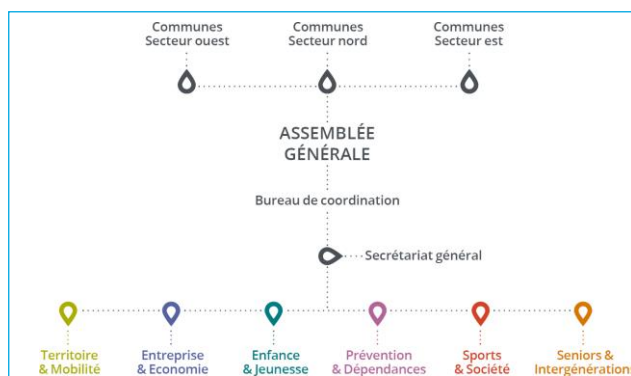 Communes
Secteur ouest
Communes
Secteur nord
Communes
Secteur est
ASSEMBLÉE
GÉNÉRALE
Bureau de coordination
Secrétariat général
Territoire
& Mobilité
Entreprise
& Economie
Enfance
& Jeunesse
Prévention
& Dépendances
Sports
& Société
Seniors &
Intergénération